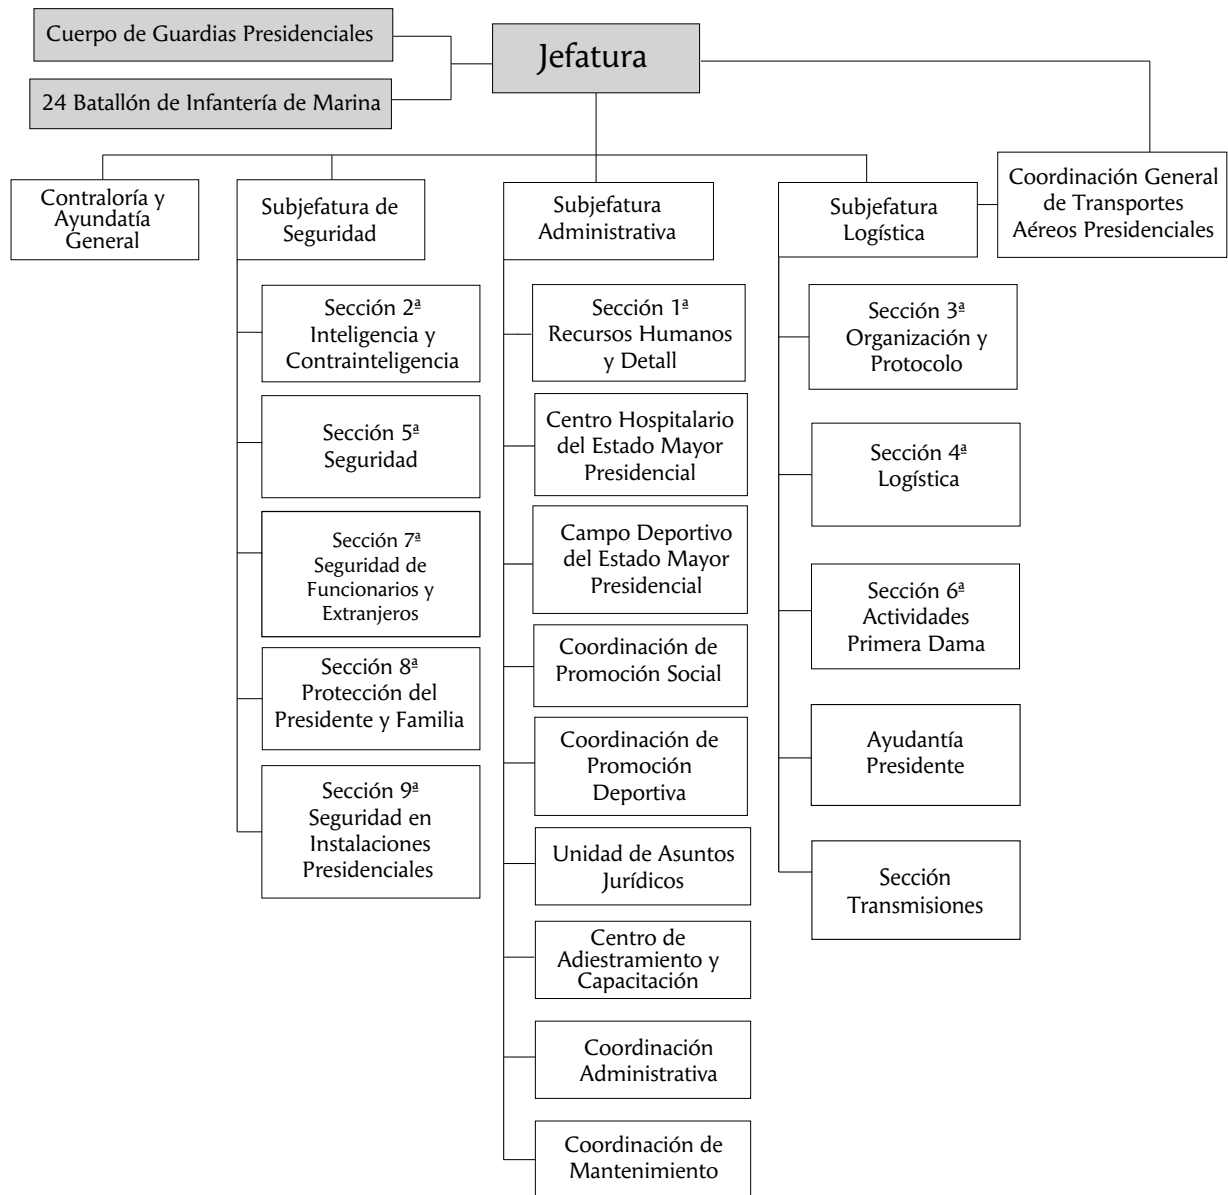 Cuerpo de Guardias Presidenciales
Jefatura
24 Batallón de Infantería de Marina
Contraloría y
Ayundatía
General
Subjefatura de
Seguridad
Subjefatura
Administrativa
Subjefatura
Logística
Coordinación General
de Transportes
Aéreos Presidenciales
Sección 2ª
Inteligencia y
Contrainteligencia
Sección 5ª
Seguridad
Sección 7ª
Seguridad de
Funcionarios y
Extranjeros
Sección 8ª
Protección del
Presidente y Familia
Sección 9ª
Seguridad en
Instalaciones
Presidenciales
Sección 1ª
Recursos Humanos
y Detall
Centro Hospitalario
del Estado Mayor
Presidencial
Campo Deportivo
del Estado Mayor
Presidencial
Coordinación de
Promoción Social
Coordinación de
Promoción
Deportiva
Unidad de Asuntos
Jurídicos
Centro de
Adiestramiento y
Capacitación
Coordinación
Administrativa
Coordinación de
Mantenimiento
Sección 3ª
Organización y
Protocolo
Sección 4ª
Logística
Sección 6ª
Actividades
Primera Dama
Ayudantía
Presidente
Sección
Transmisiones